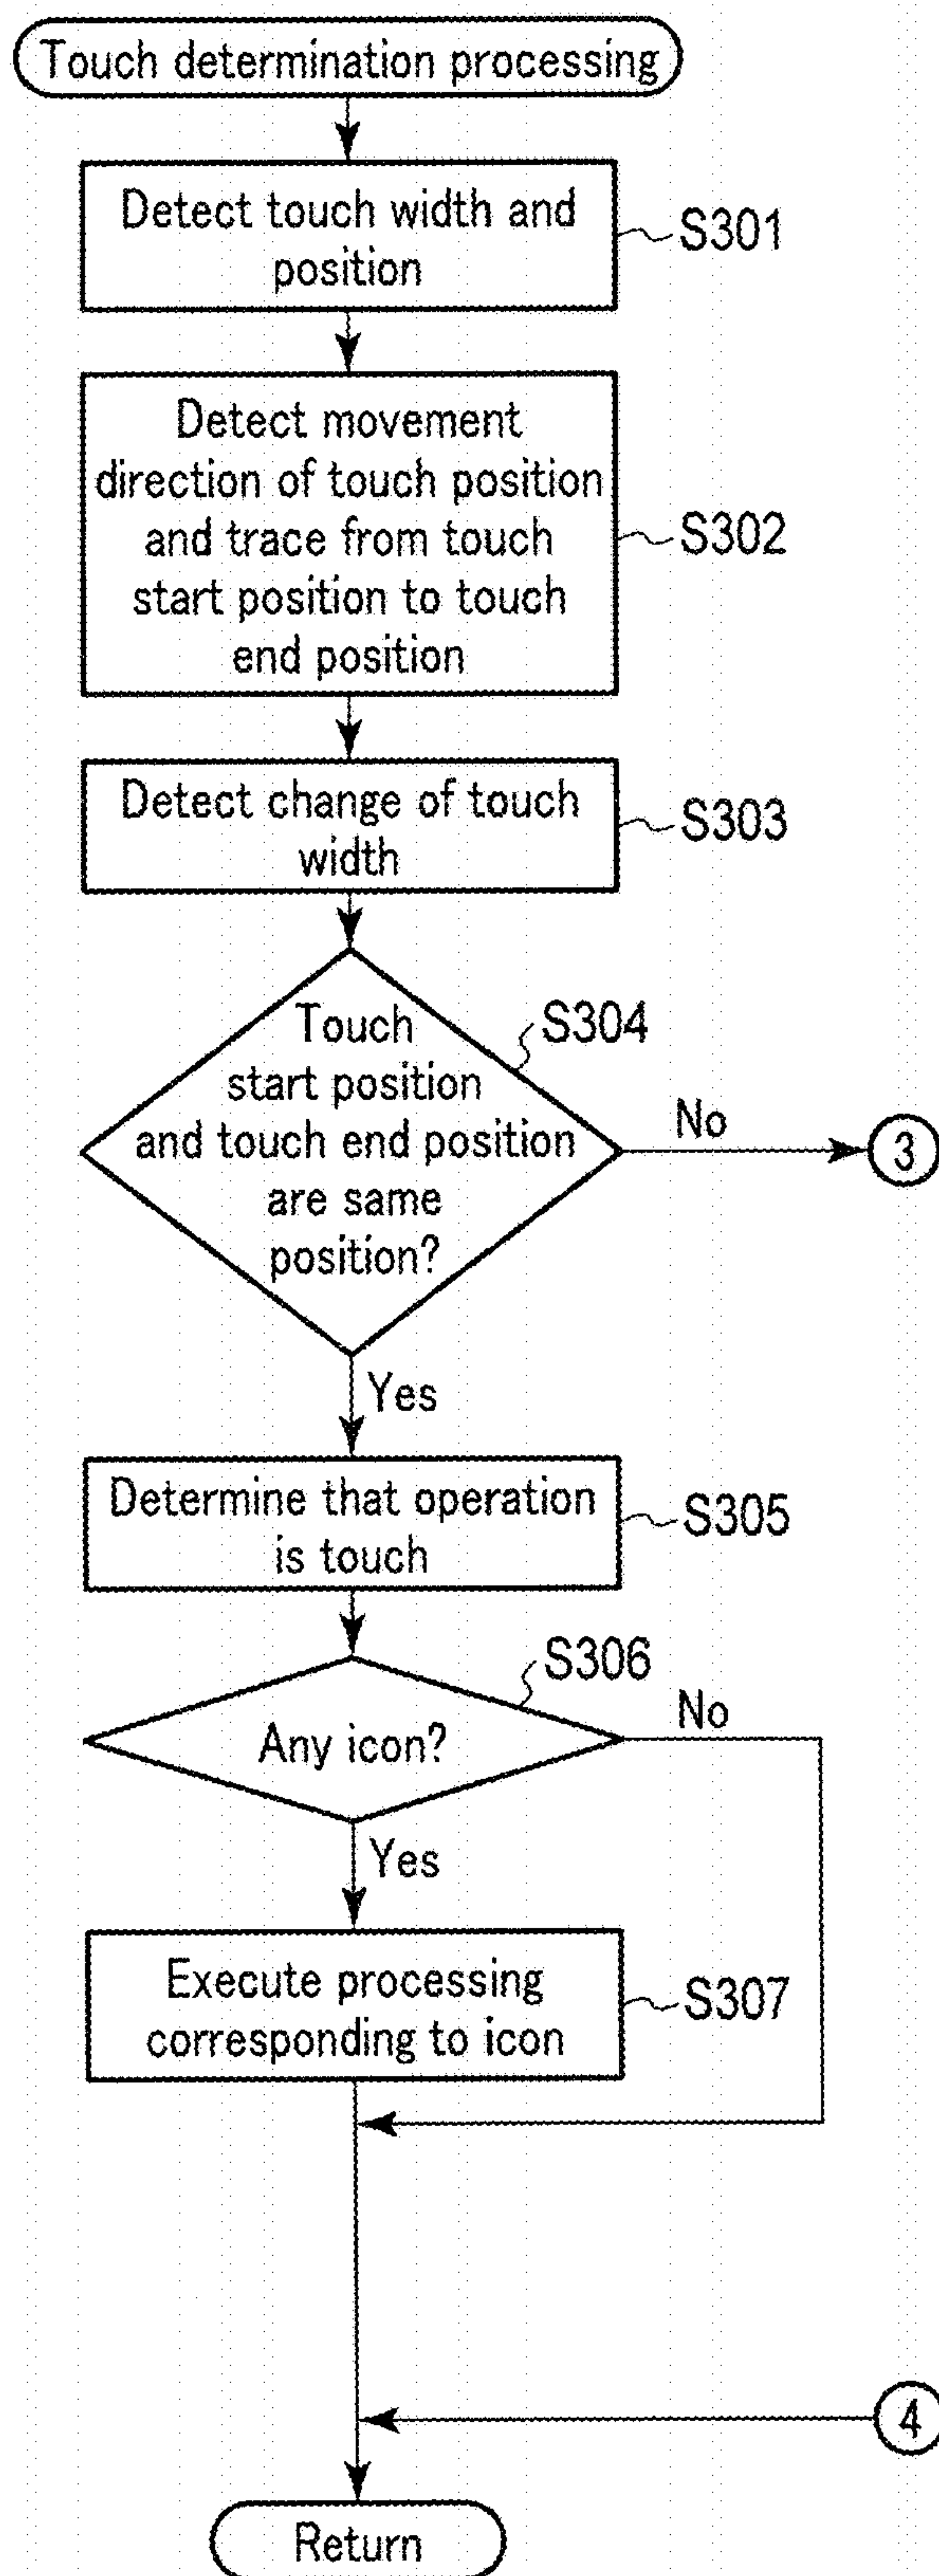 Touch determination processing
Detect touch width and
position
S301
Detect movement
direction of touch position
and trace from touch
start position to touch
end position
S302
Detect change of touch
width
S303
Touch
start position
and touch end position
are same
position?
S304
No
3
Yes
Determine that operation
is touch
S305
Any icon?
S306
No
Yes
Execute processing
corresponding to icon
S307
4
Return